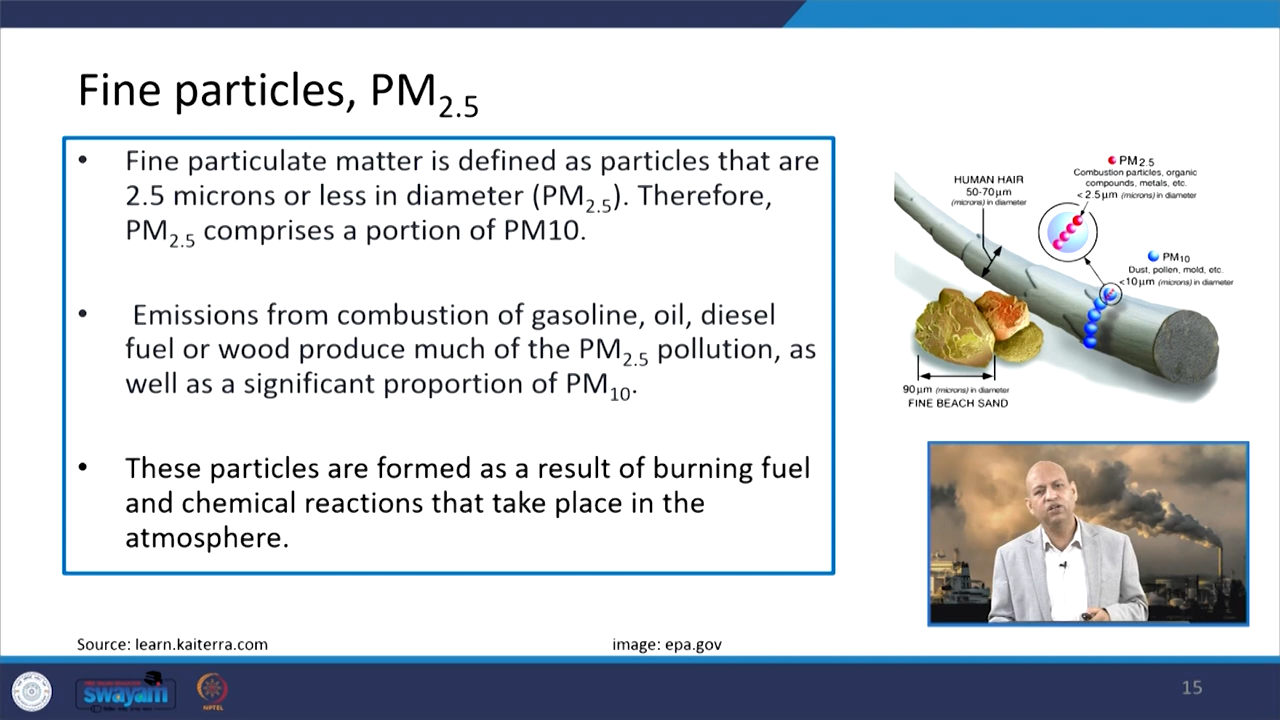 Fine particles, PM2.5
• Fine particulate matter is defined as particles that are
2.5 microns or less in diameter (PM2.5). Therefore,
PM2.5 comprises a portion of PM10.
• Emissions from combustion of gasoline, oil, diesel
fuel or wood produce much of the PM2.5 pollution, as
well as a significant proportion of PM10.
• These particles are formed as a result of burning fuel
and chemical reactions that take place in the
atmosphere.
PM2.5
Combustion particles, organic
compounds, metals, etc.
< 2.5µm (microns) in diameter
HUMAN HAIR
50-70µm
(microns) in diameter
PM10
Dust, pollen, mold, etc.
<10µm (microns) in diameter
90µm (microns) in diameter
FINE BEACH SAND
Source: learn.kaiterra.com
image: epa.gov
swayam
NPTEL
15